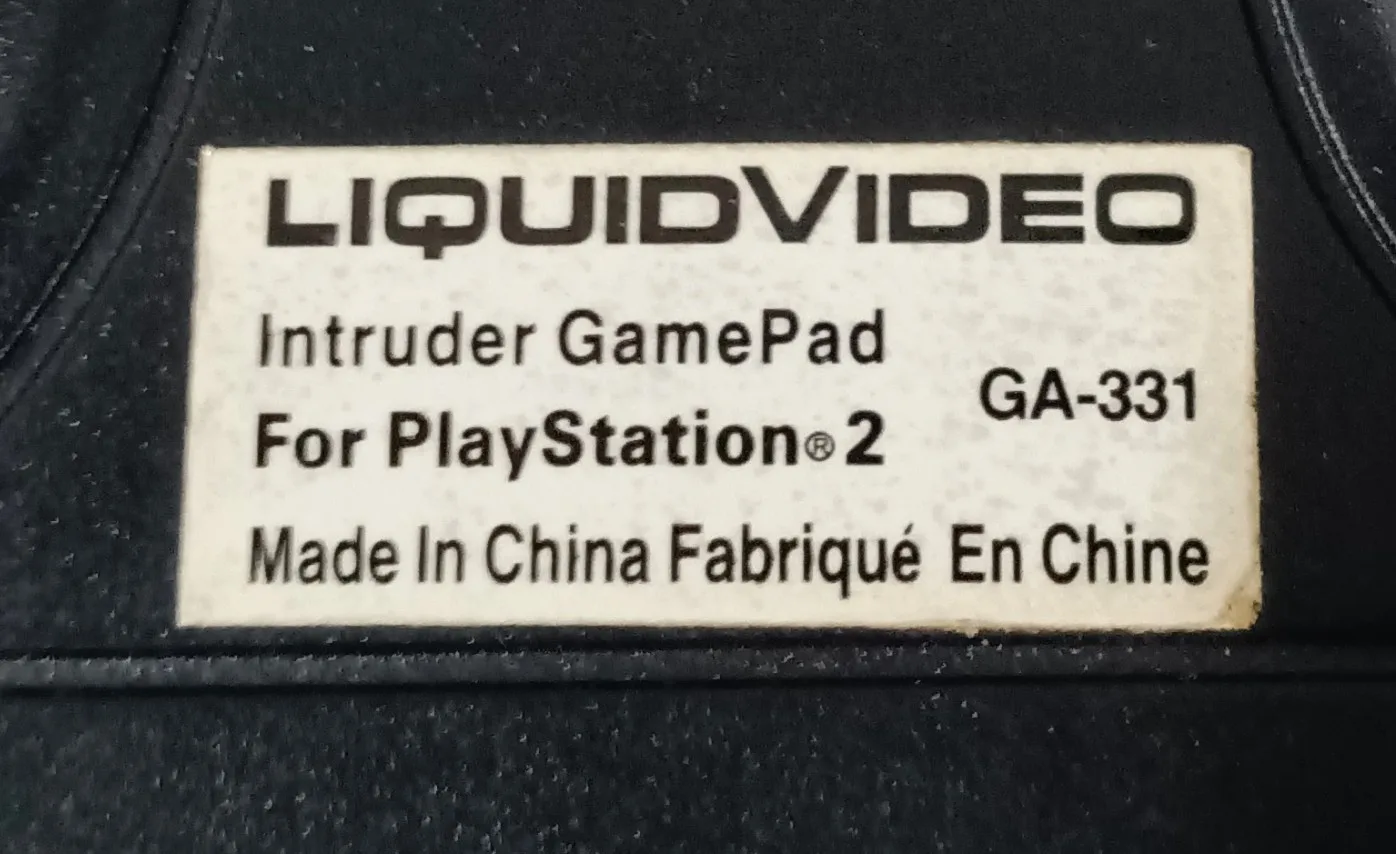 LIQUIDVIDEO
Intruder GamePad
GA-331
For PlayStation®2
Made In China Fabriqué En Chine